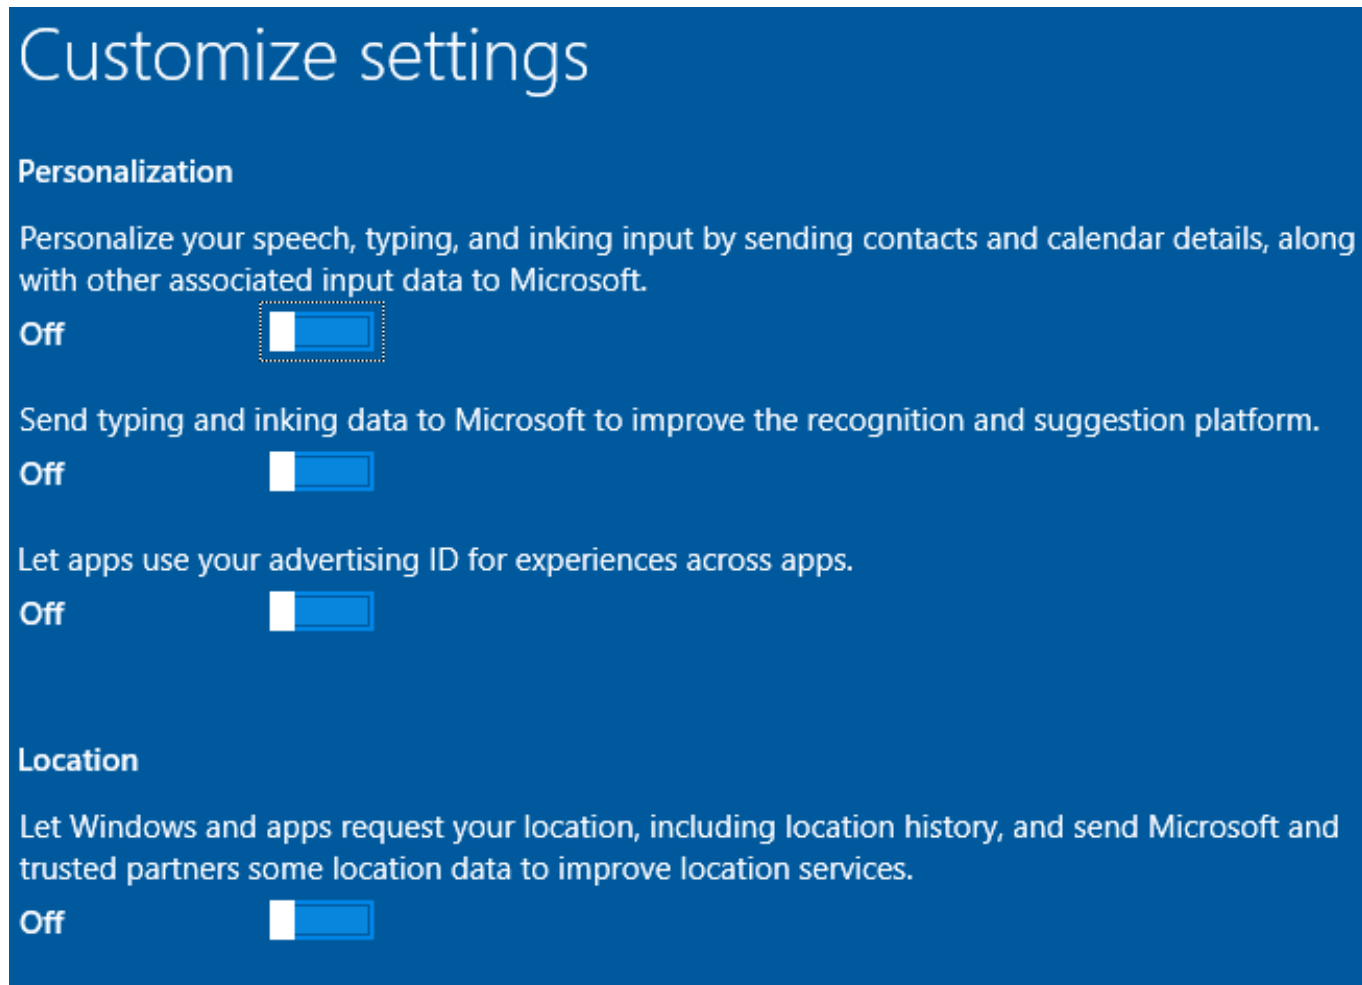 Customize settings
Personalization
Personalize your speech, typing, and inking input by sending contacts and calendar details, along
with other associated input data to Microsoft.
Off
Send typing and inking data to Microsoft to improve the recognition and suggestion platform.
Off
Let apps use your advertising ID for experiences across apps.
Off
Location
Let Windows and apps request your location, including location history, and send Microsoft and
trusted partners some location data to improve location services.
Off